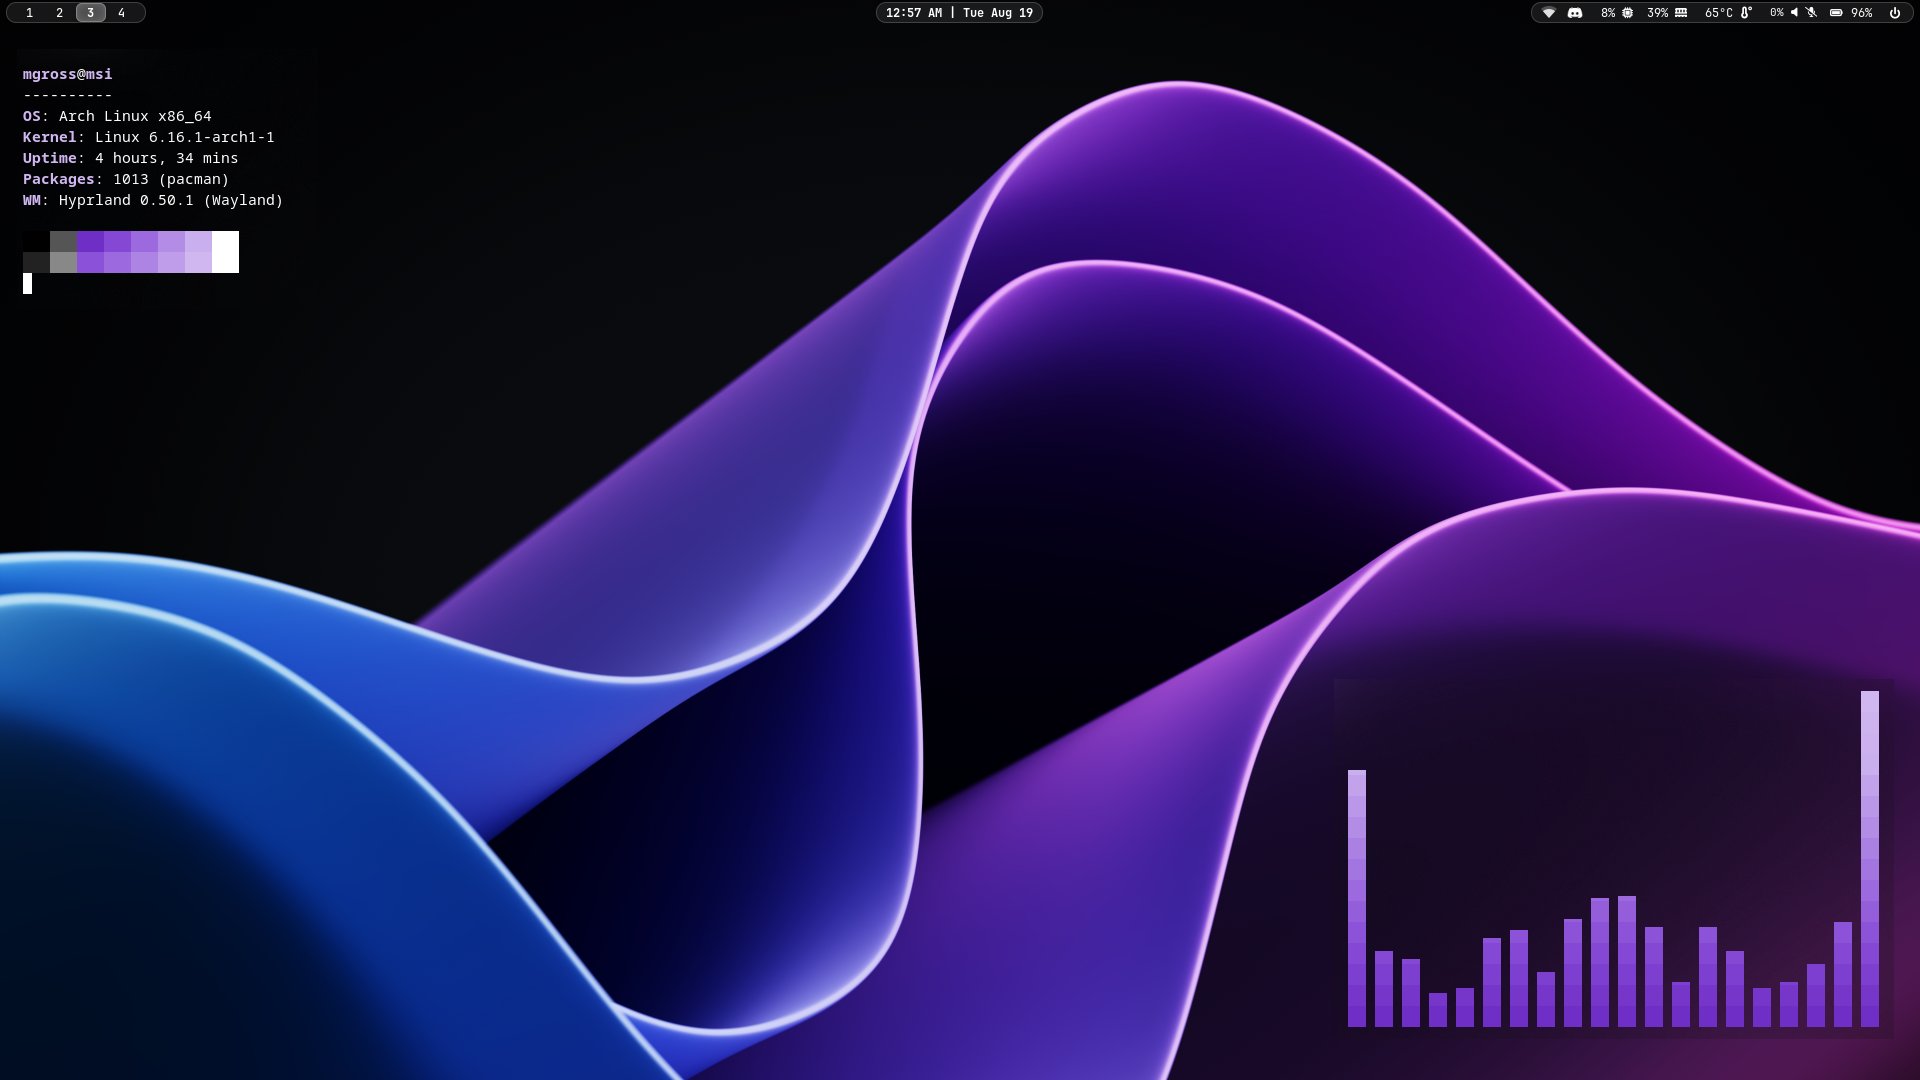 1 2 3 4
12:57 AM | Tue Aug 19
8% 39% 65°C 0% 96%
mgross@msi
----------
OS: Arch Linux x86_64
Kernel: Linux 6.16.1-arch1-1
Uptime: 4 hours, 34 mins
Packages: 1013 (pacman)
WM: Hyprland 0.50.1 (Wayland)